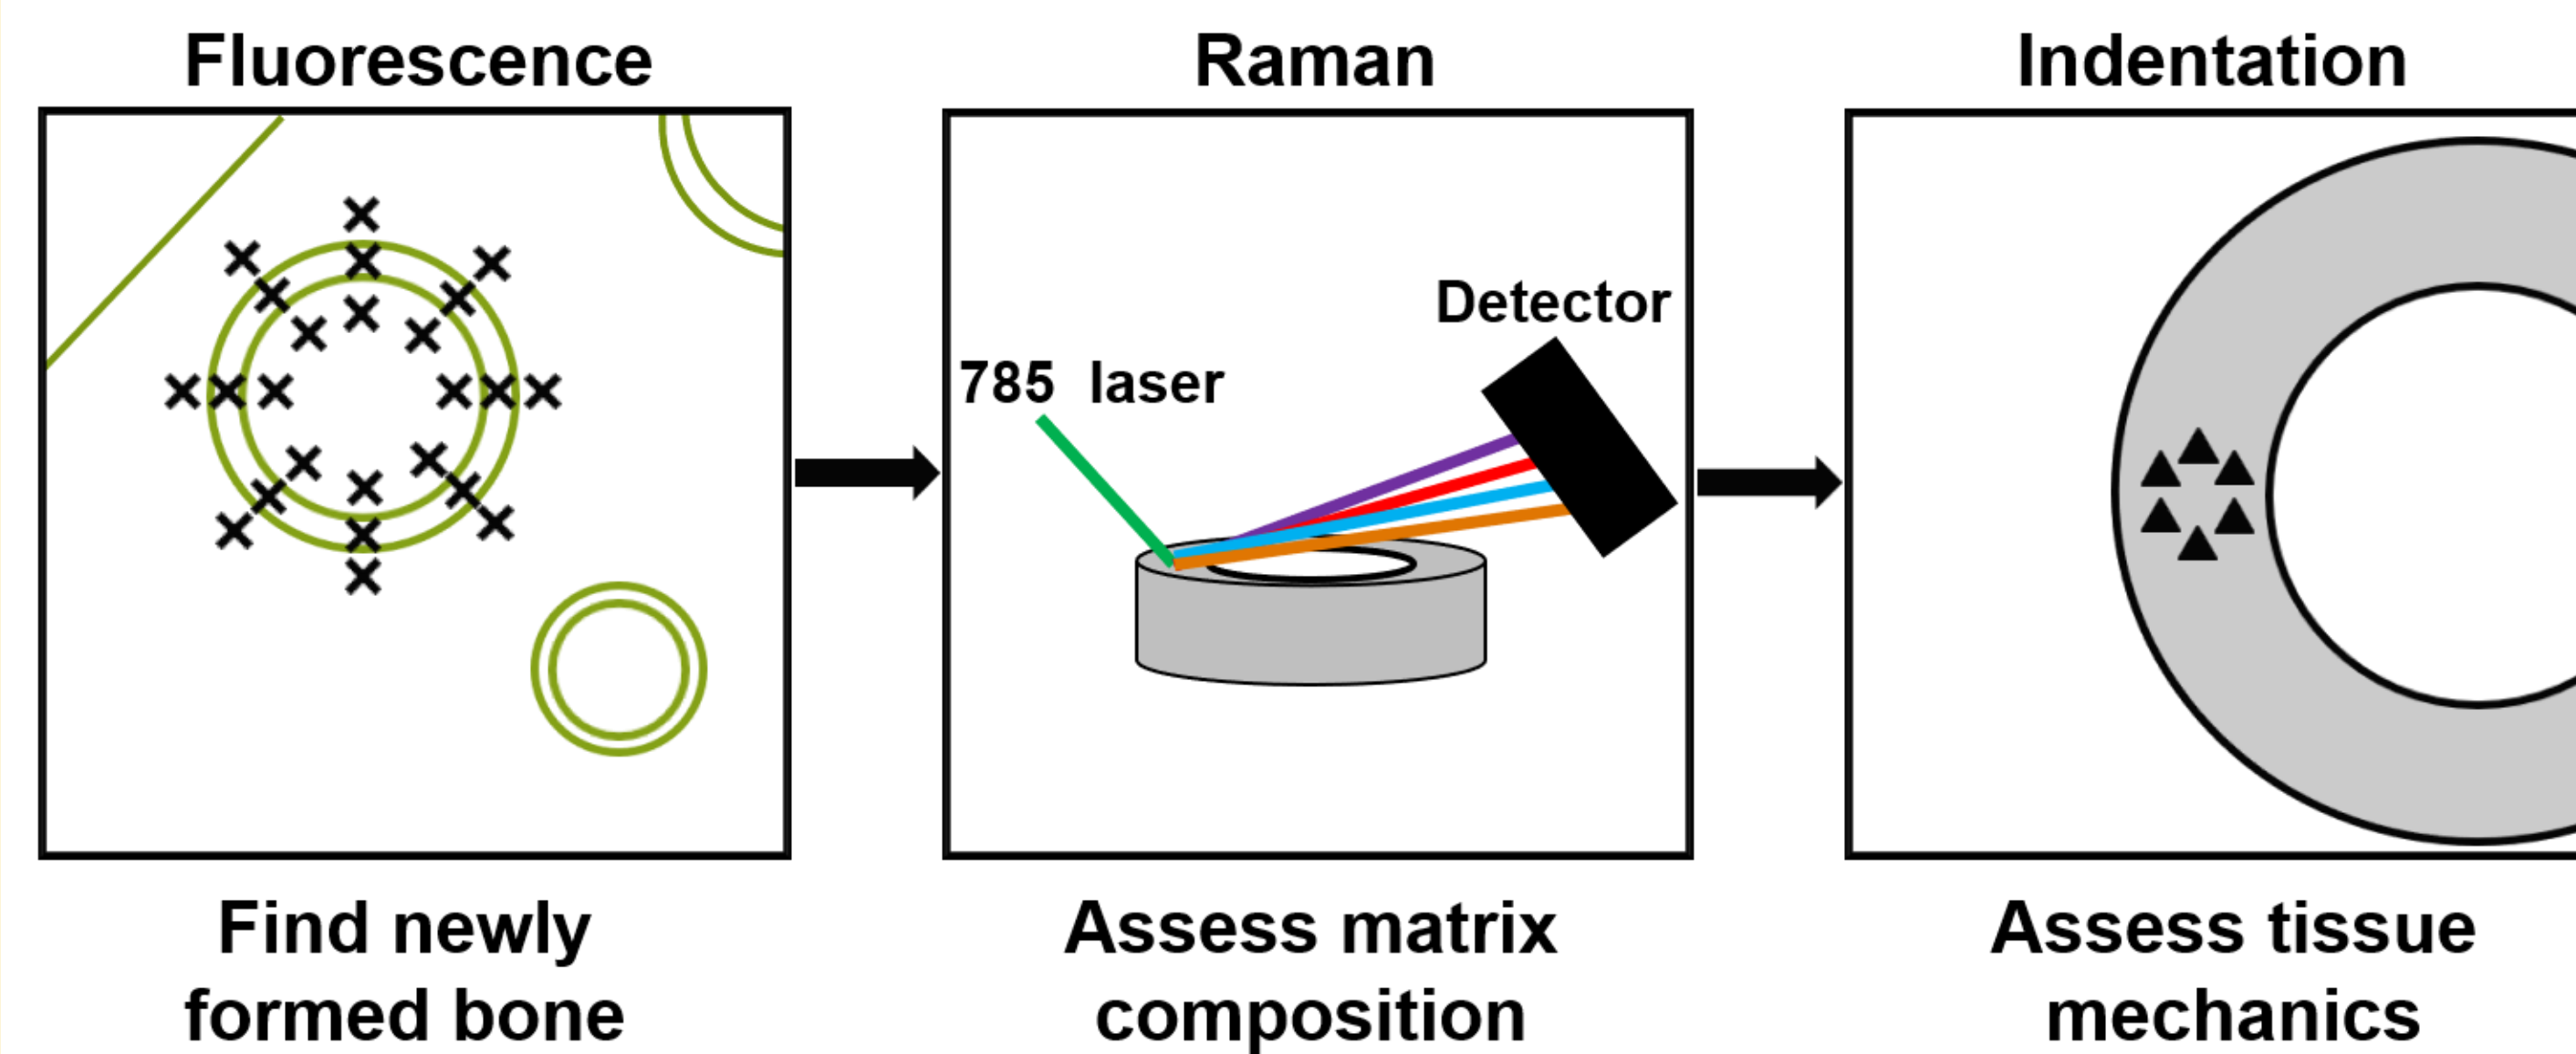 Fluorescence
Find newly
formed bone
Raman
785 laser
Detector
Assess matrix
composition
Indentation
Assess tissue
mechanics